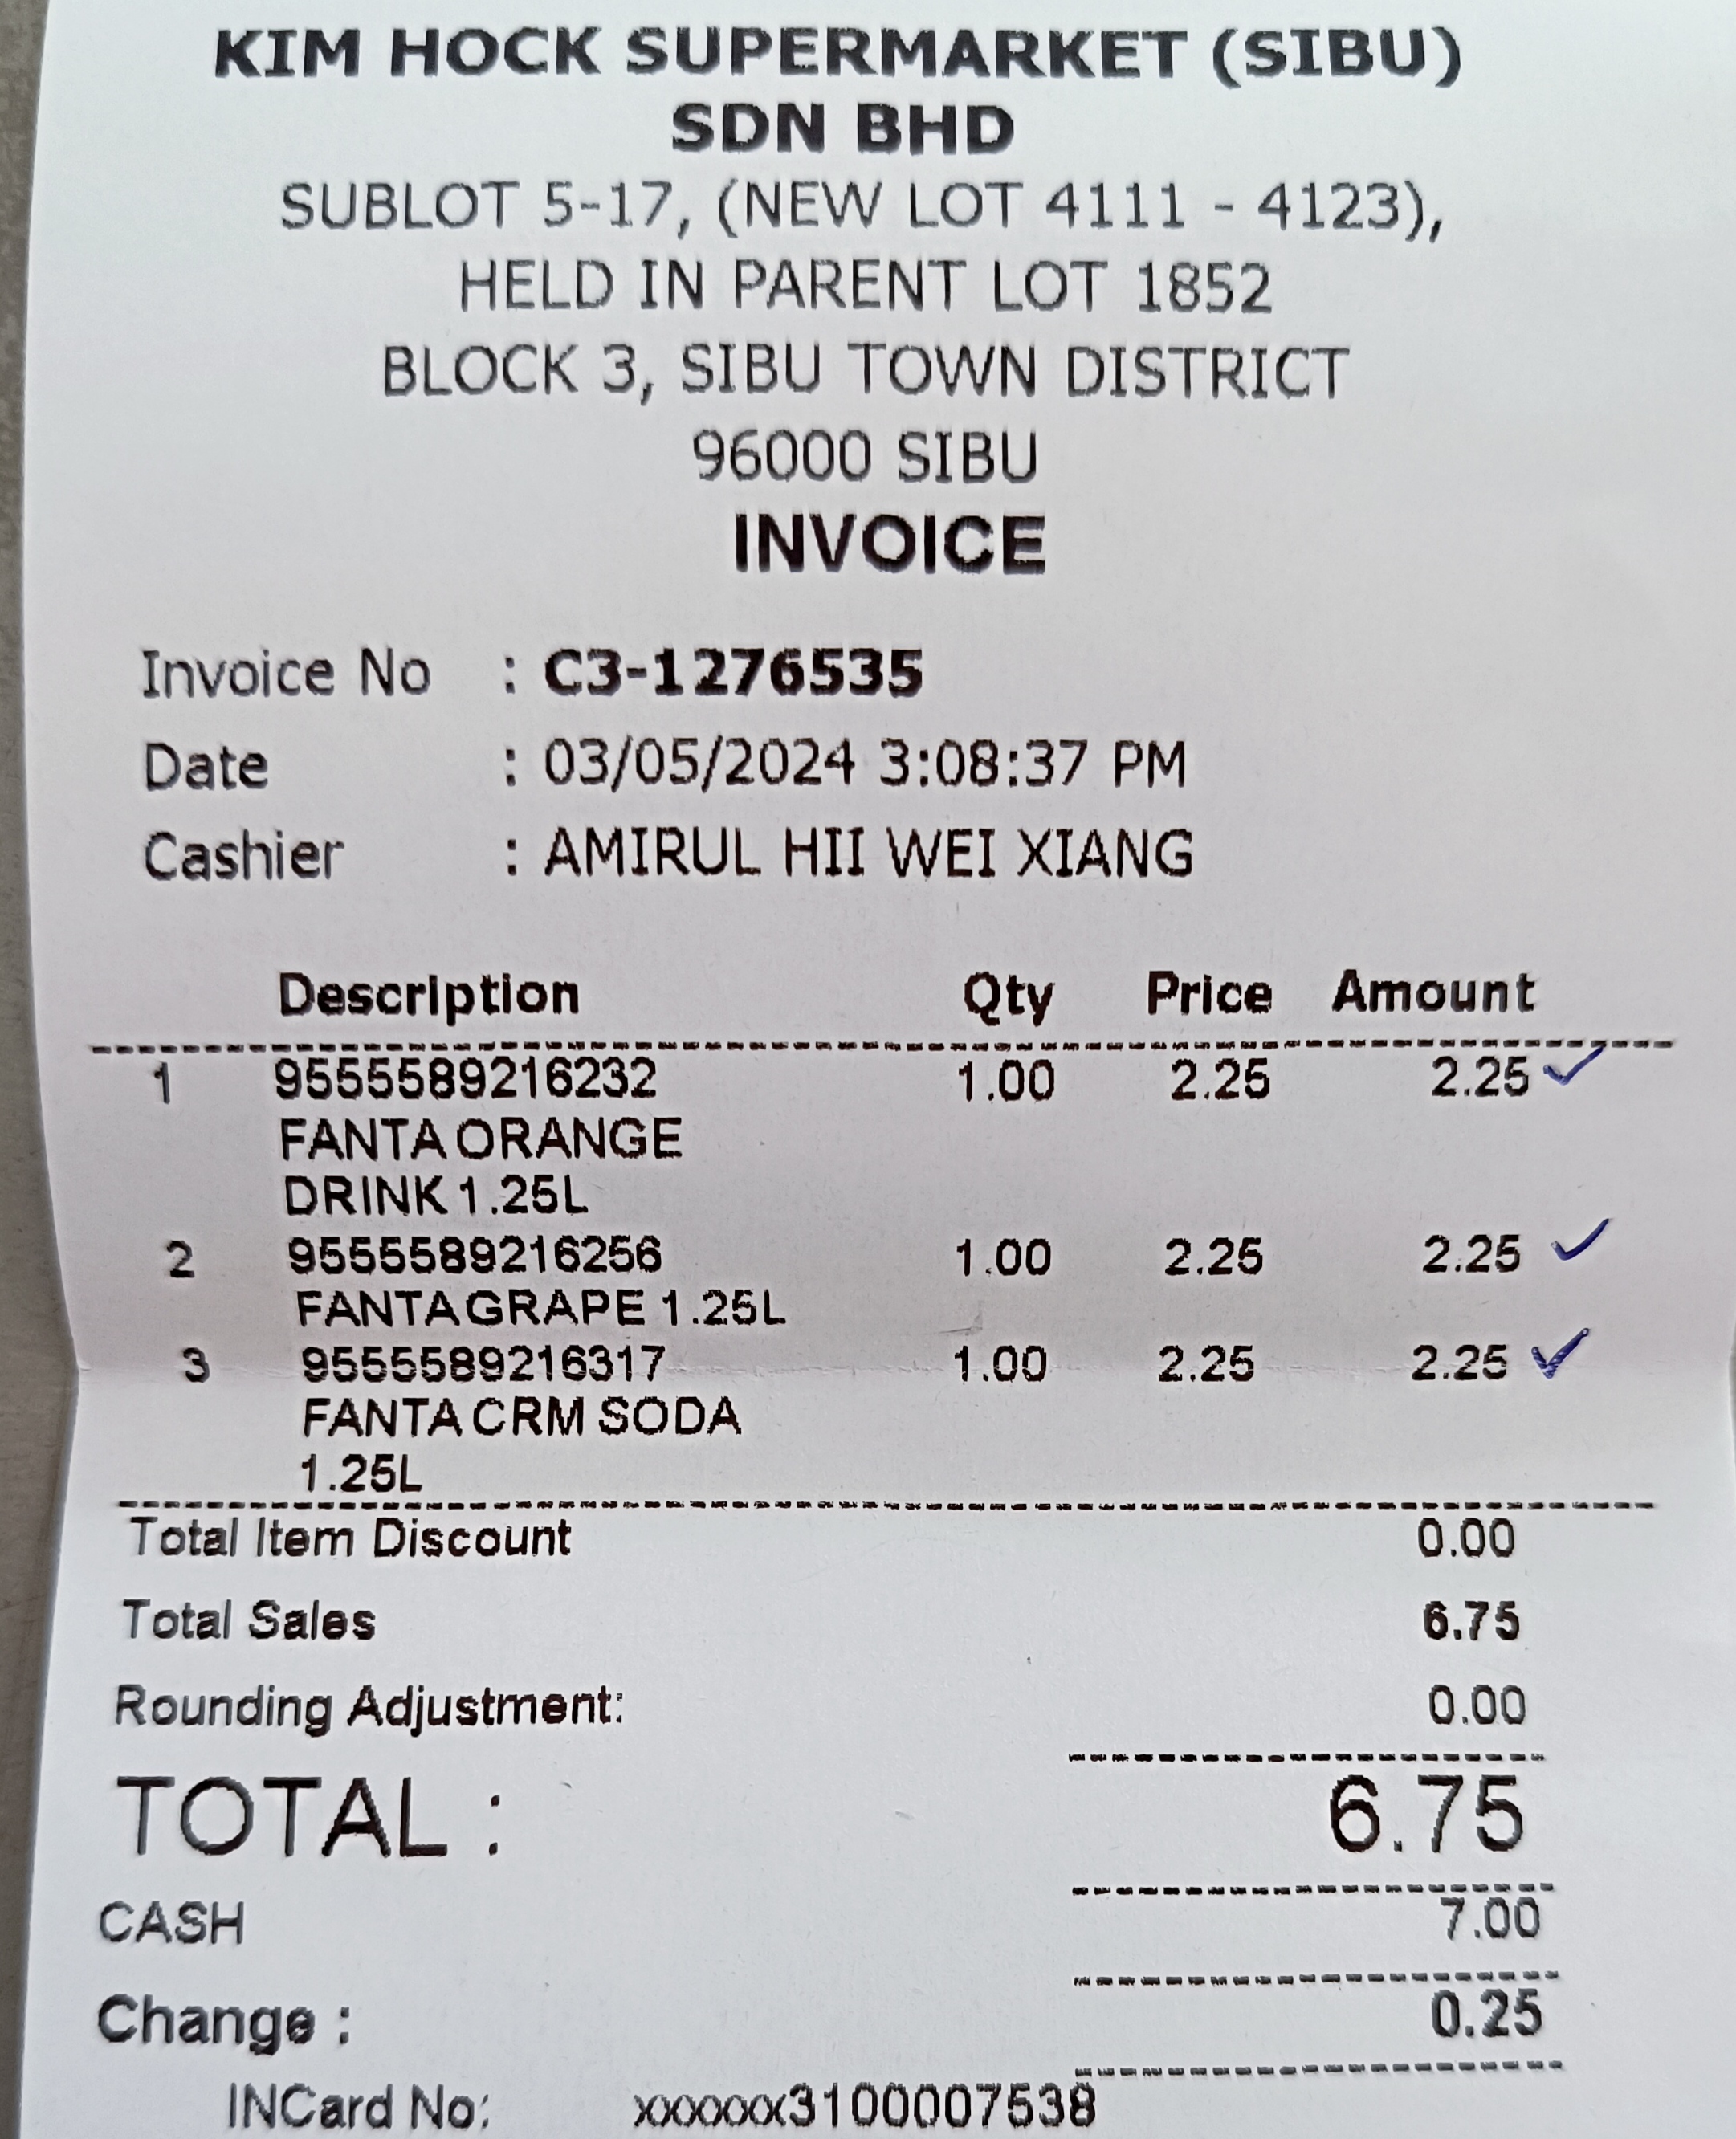 KIM HOCK SUPERMARKET (SIBU)
SDN BHD
SUBLOT 5-17, (NEW LOT 4111 - 4123),
HELD IN PARENT LOT 1852
BLOCK 3, SIBU TOWN DISTRICT
96000 SIBU
INVOICE
Invoice No : C3-1276535
Date : 03/05/2024 3:08:37 PM
Cashier : AMIRUL HII WEI XIANG
Description Qty Price Amount
1 9555589216232 1.00 2.25 2.25
FANTA ORANGE
DRINK 1.25L
2 9555589216256 1.00 2.25 2.25
FANTA GRAPE 1.25L
3 9555589216317 1.00 2.25 2.25
FANTA CRM SODA
1.25L
Total Item Discount 0.00
Total Sales 6.75
Rounding Adjustment: 0.00
TOTAL : 6.75
CASH 7.00
Change : 0.25
INCard No: xxxxxx3100007538